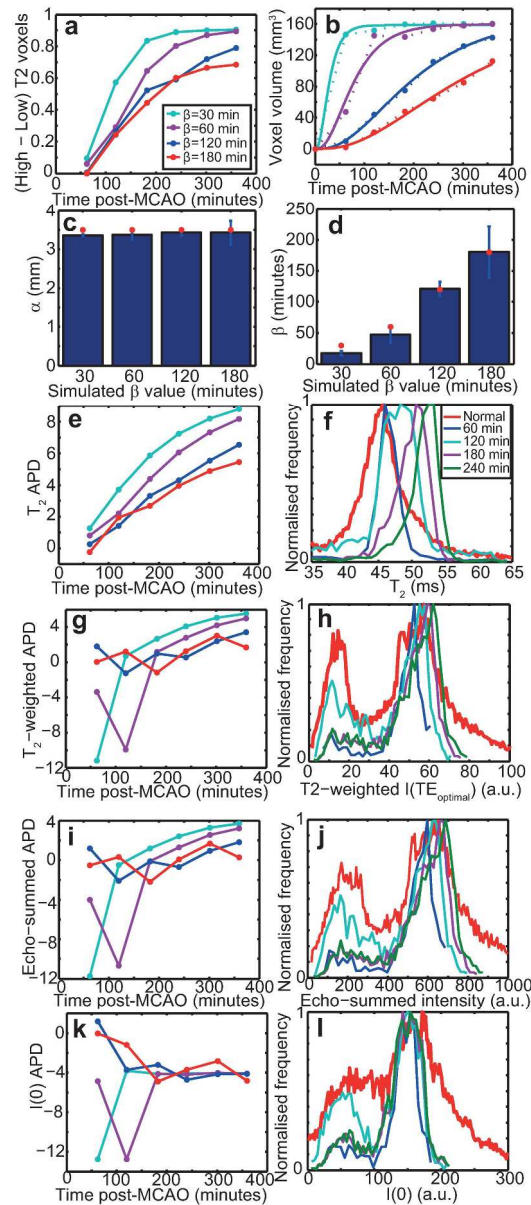 a
(High - Low) T2 voxels
1
0.8
0.6
0.4
0.2
0
β=30 min
β=60 min
β=120 min
β=180 min
0 100 200 300 400
Time post-MCAO (minutes)
b
Voxel volume (mm³)
160
120
80
40
0
0 100 200 300 400
Time post-MCAO (minutes)
c
α (mm)
5
4
3
2
1
0
30 60 120 180
Simulated β value (minutes)
d
β (minutes)
250
200
150
100
50
0
30 60 120 180
Simulated β value (minutes)
e
T₂ APD
8
6
4
2
0
0 100 200 300 400
Time post-MCAO (minutes)
f
Normalised frequency
1
0
Normal
60 min
120 min
180 min
240 min
35 45 55 65
T₂ (ms)
g
T₂-weighted APD
4
0
-4
-8
-12
0 100 200 300 400
Time post-MCAO (minutes)
h
Normalised frequency
1
0
0 20 40 60 80 100
T2-weighted I(TEoptimal) (a.u.)
i
Echo-summed APD
4
0
-4
-8
-12
0 100 200 300 400
Time post-MCAO (minutes)
j
Normalised frequency
1
0
0 200 400 600 800 1000
Echo-summed intensity (a.u.)
k
I(0) APD
0
-4
-8
-12
0 100 200 300 400
Time post-MCAO (minutes)
l
Normalised frequency
1
0
0 100 200 300
I(0) (a.u.)